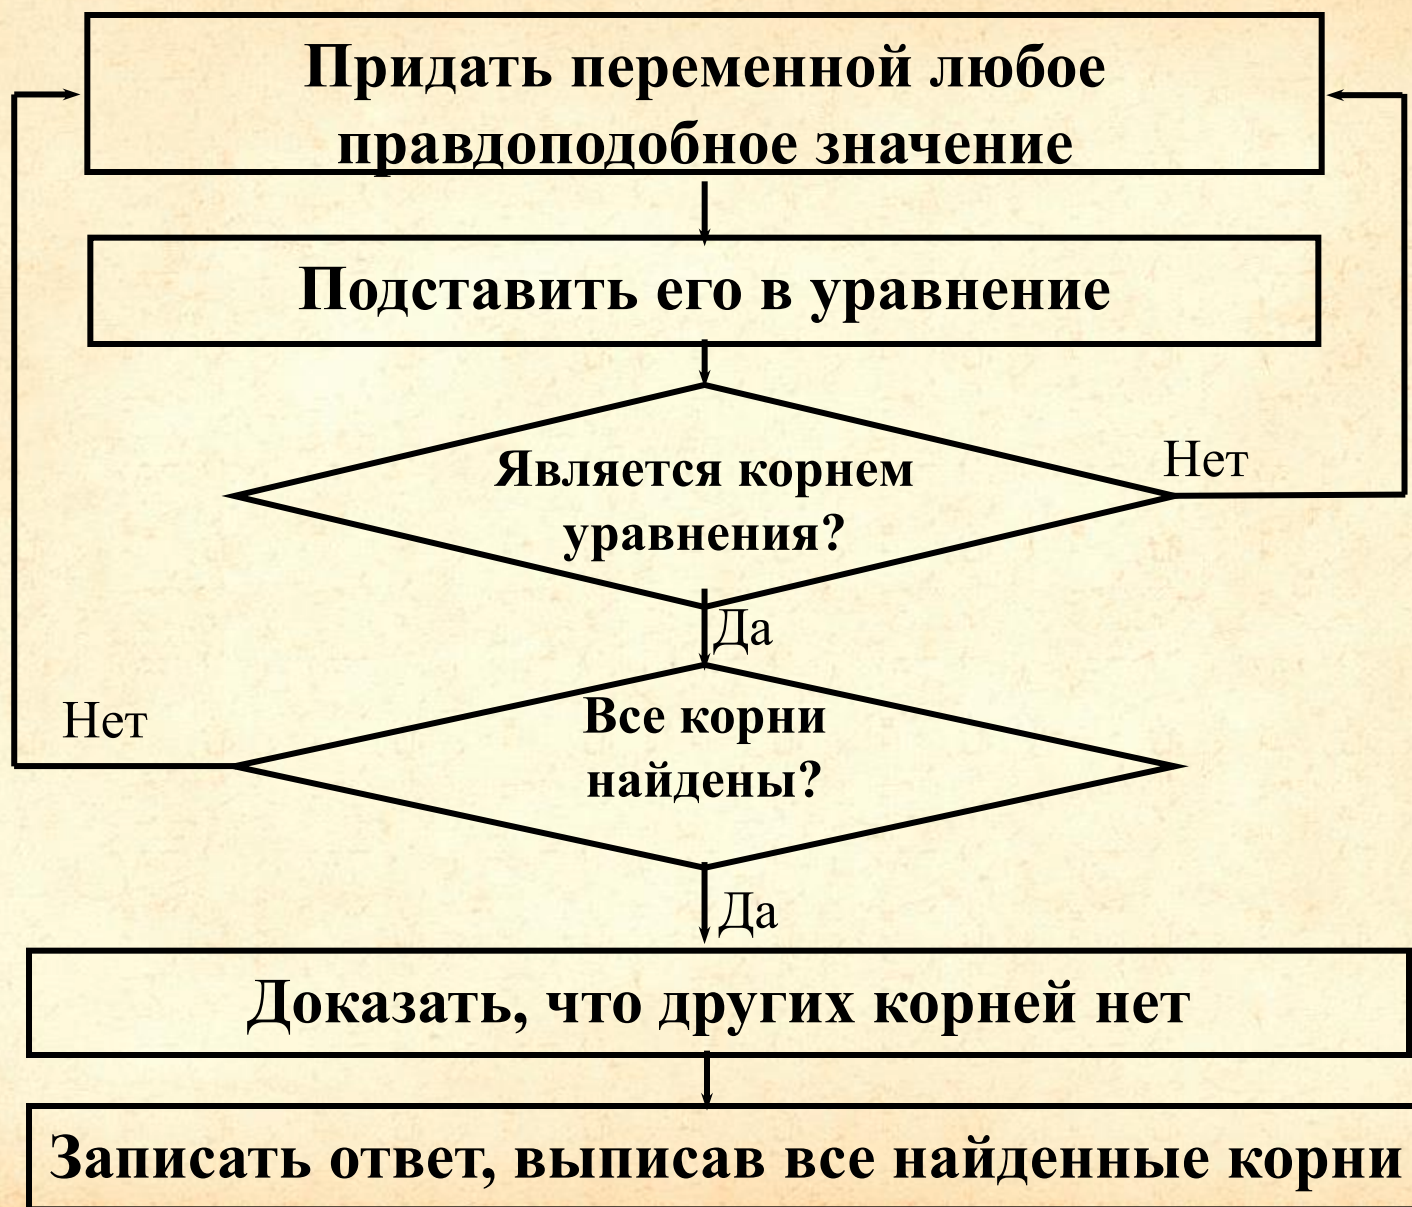 Придать переменной любое
правдоподобное значение
Подставить его в уравнение
Является корнем
уравнения?
Нет
Да
Все корни
найдены?
Нет
Да
Доказать, что других корней нет
Записать ответ, выписав все найденные корни